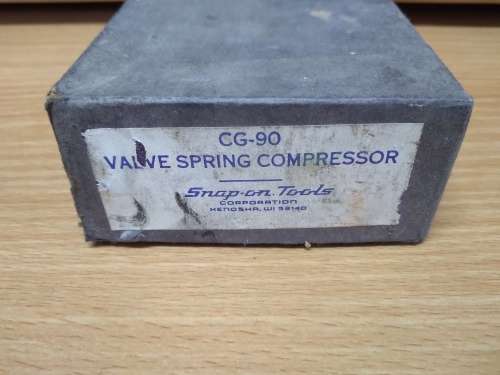 CG-90
VALVE SPRING COMPRESSOR
Snap-on Tools
CORPORATION
KENOSHA, WI 53140